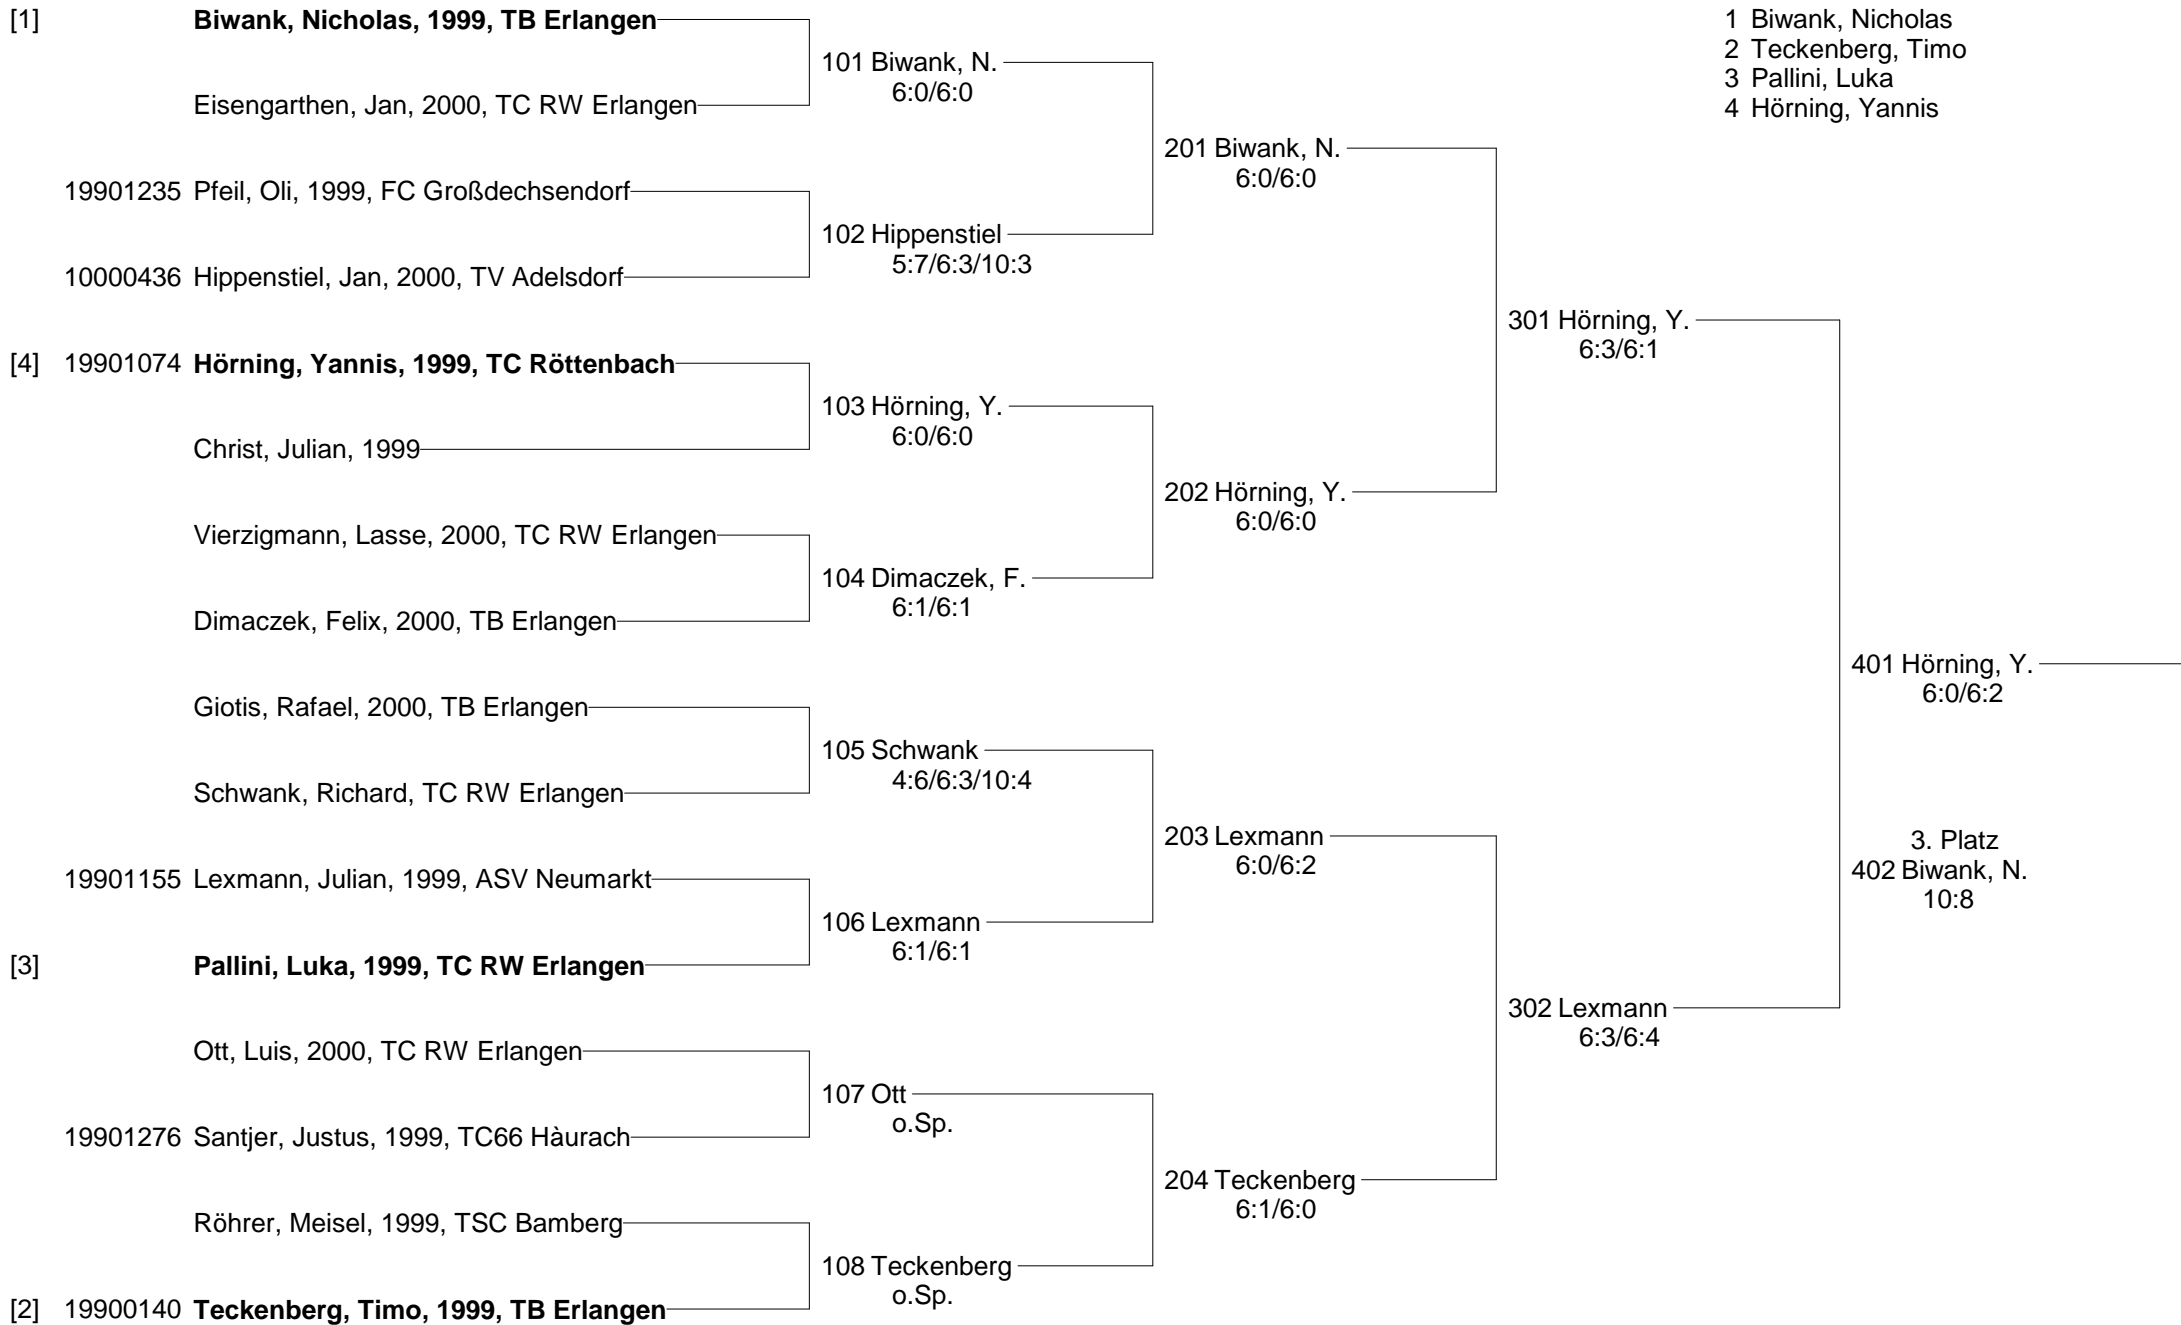 [1] Biwank, Nicholas, 1999, TB Erlangen
Eisengarthen, Jan, 2000, TC RW Erlangen
19901235 Pfeil, Oli, 1999, FC Großdechsendorf
10000436 Hippenstiel, Jan, 2000, TV Adelsdorf
[4] 19901074 Hörning, Yannis, 1999, TC Röttenbach
Christ, Julian, 1999
Vierzigmann, Lasse, 2000, TC RW Erlangen
Dimaczek, Felix, 2000, TB Erlangen
Giotis, Rafael, 2000, TB Erlangen
Schwank, Richard, TC RW Erlangen
19901155 Lexmann, Julian, 1999, ASV Neumarkt
[3] Pallini, Luka, 1999, TC RW Erlangen
Ott, Luis, 2000, TC RW Erlangen
19901276 Santjer, Justus, 1999, TC66 Hàurach
Röhrer, Meisel, 1999, TSC Bamberg
[2] 19900140 Teckenberg, Timo, 1999, TB Erlangen
101 Biwank, N.
6:0/6:0
102 Hippenstiel
5:7/6:3/10:3
103 Hörning, Y.
6:0/6:0
104 Dimaczek, F.
6:1/6:1
105 Schwank
4:6/6:3/10:4
106 Lexmann
6:1/6:1
107 Ott
o.Sp.
108 Teckenberg
o.Sp.
201 Biwank, N.
6:0/6:0
202 Hörning, Y.
6:0/6:0
203 Lexmann
6:0/6:2
204 Teckenberg
6:1/6:0
301 Hörning, Y.
6:3/6:1
302 Lexmann
6:3/6:4
401 Hörning, Y.
6:0/6:2
3. Platz
402 Biwank, N.
10:8
1 Biwank, Nicholas
2 Teckenberg, Timo
3 Pallini, Luka
4 Hörning, Yannis